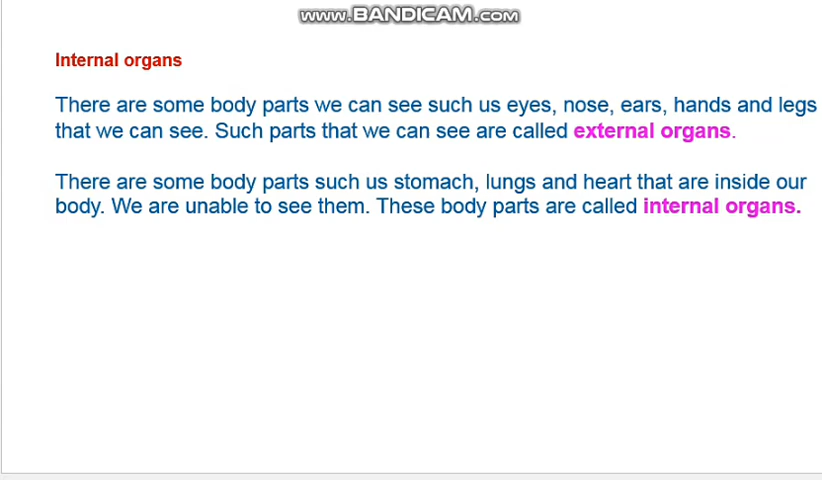 www.BANDICAM.com
Internal organs
There are some body parts we can see such us eyes, nose, ears, hands and legs
that we can see. Such parts that we can see are called external organs.
There are some body parts such us stomach, lungs and heart that are inside our
body. We are unable to see them. These body parts are called internal organs.